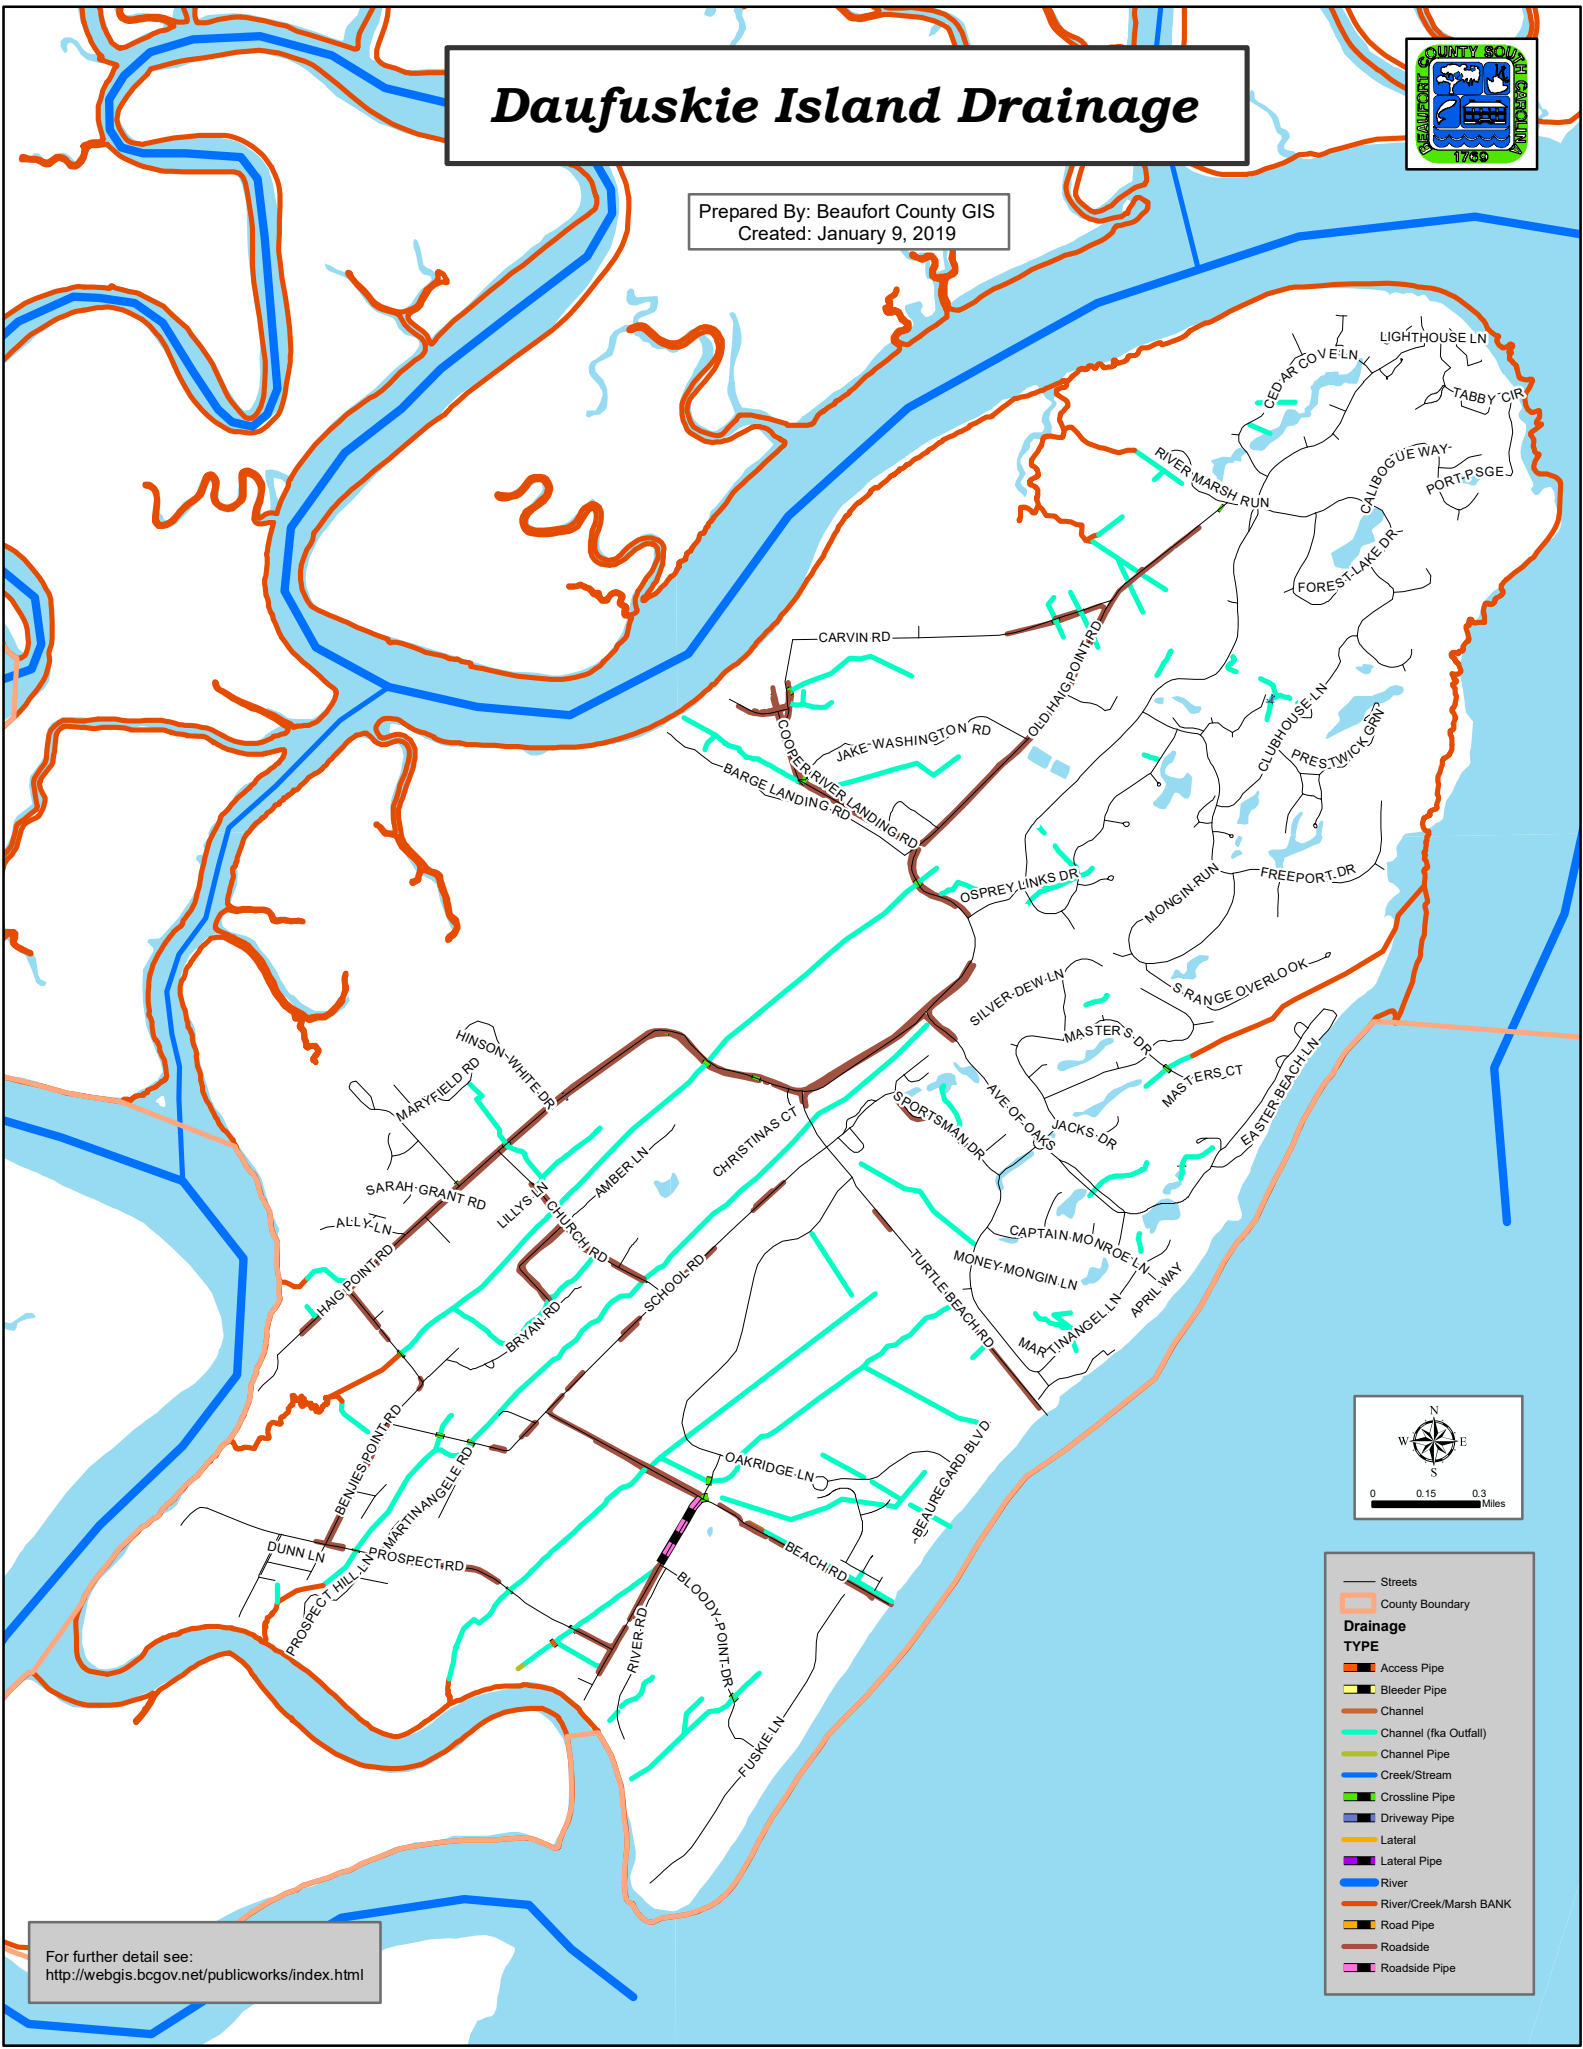 Daufuskie Island Drainage
BEAUFORT COUNTY SOUTH CAROLINA
1769
Prepared By: Beaufort County GIS
Created: January 9, 2019
LIGHTHOUSE LN
CEDAR COVE LN
TABBY CIR
CALIBOGUE WAY
PORT PSGE
RIVER MARSH RUN
FOREST LAKE DR
CARVIN RD
OLD HAIG POINT RD
CLUBHOUSE LN
PRESTWICK GRN
JAKE WASHINGTON RD
COOPER RIVER LANDING RD
BARGE LANDING RD
OSPREY LINKS DR
FREEPORT DR
MONGIN RUN
S RANGE OVERLOOK
SILVER DEW LN
MASTERS DR
MASTERS CT
EASTER BEACH LN
HINSON WHITE DR
MARYFIELD RD
AVE OF OAKS
JACKS DR
SPORTSMAN DR
CHRISTINAS CT
AMBER LN
SARAH GRANT RD
LILLYS LN
CHURCH RD
ALLY LN
HAIG POINT RD
CAPTAIN MONROE LN
MONEY MONGIN LN
APRIL WAY
MARTINANGEL LN
TURTLE BEACH RD
SCHOOL RD
BRYAN RD
BENJIES POINT RD
MARTINANGELE RD
OAKRIDGE LN
BEAUREGARD BLVD
DUNN LN
PROSPECT RD
PROSPECT HILL LN
BEACH RD
BLOODY POINT DR
RIVER RD
FUSKIE LN
N
W E
S
0 0.15 0.3
Miles
Streets
County Boundary
Drainage
TYPE
Access Pipe
Bleeder Pipe
Channel
Channel (fka Outfall)
Channel Pipe
Creek/Stream
Crossline Pipe
Driveway Pipe
Lateral
Lateral Pipe
River
River/Creek/Marsh BANK
Road Pipe
Roadside
Roadside Pipe
For further detail see:
http://webgis.bcgov.net/publicworks/index.html